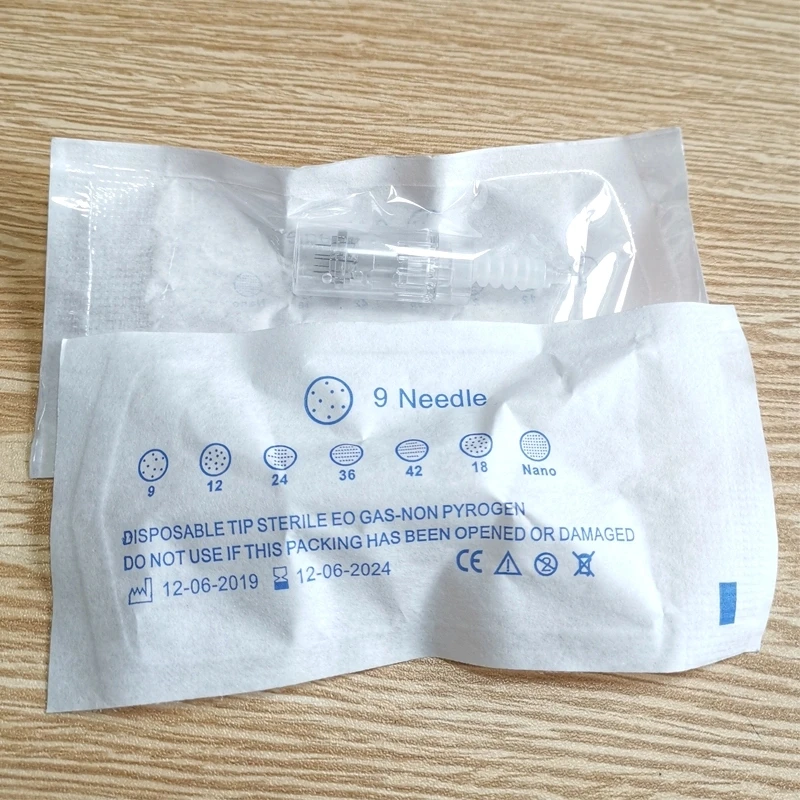 9 Needle
9 12 24 36 42 18 Nano
DISPOSABLE TIP STERILE EO GAS-NON PYROGEN
DO NOT USE IF THIS PACKING HAS BEEN OPENED OR DAMAGED
12-06-2019 12-06-2024 CE